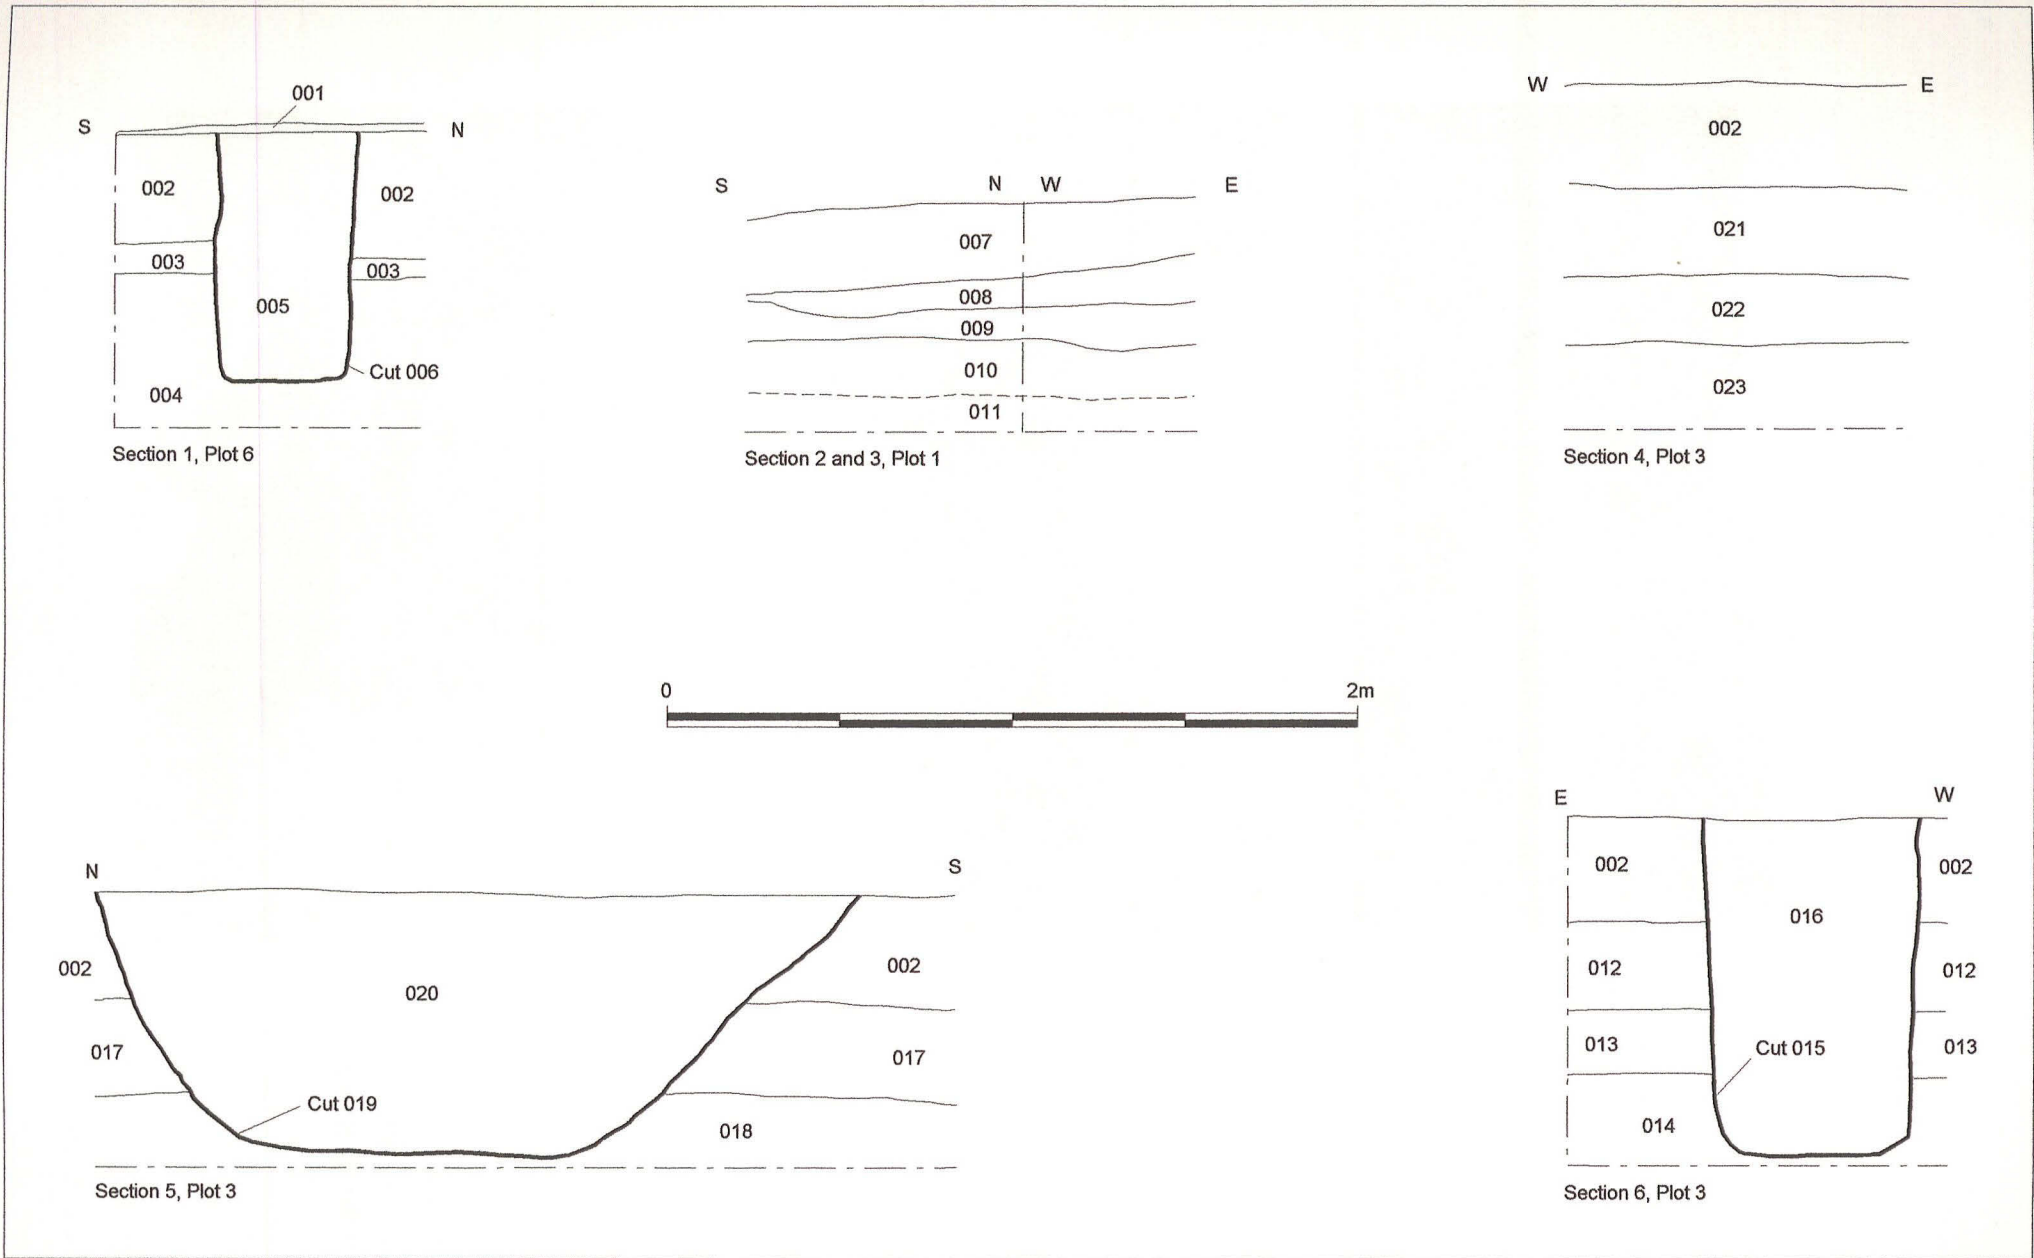 001
S N
002 002
003 003
005
Cut 006
004
Section 1, Plot 6
S N W E
007
008
009
010
011
Section 2 and 3, Plot 1
W E
002
021
022
023
Section 4, Plot 3
0 2m
N S
002 002
020
017 017
Cut 019
018
Section 5, Plot 3
E W
002 002
016
012 012
013 013
Cut 015
014
Section 6, Plot 3